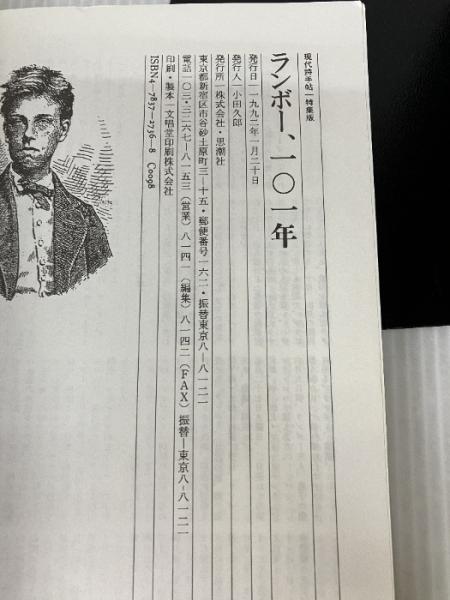 現代詩手帖―特集版
ランボー、一〇一年
発行日―一九九二年一月二十日
発行人―小田久郎
発行所―株式会社・思潮社
東京都新宿区市谷砂土原町三―十五・郵便番号一六二・振替東京八―八一二一
電話―〇三・三二六七―八一五三(営業)八一四一(編集)八一四二(FAX)振替―東京八-八一二一
印刷・製本―文唱堂印刷株式会社
ISBN4-7837-2736-8 C0098